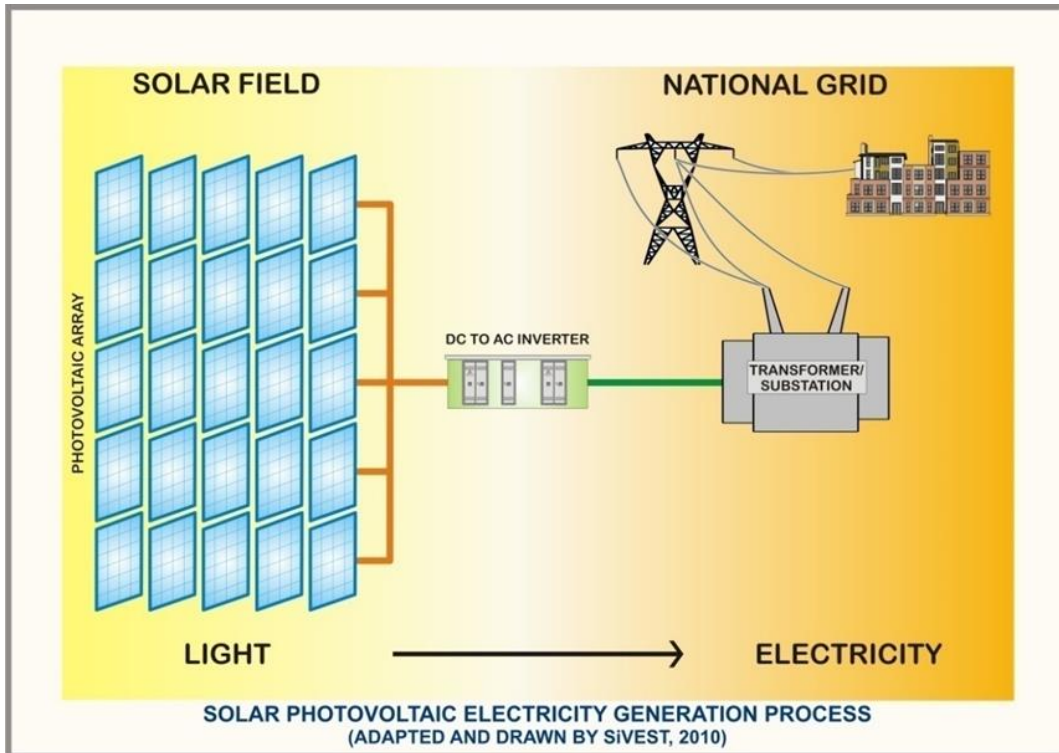 SOLAR FIELD
NATIONAL GRID
PHOTOVOLTAIC ARRAY
DC TO AC INVERTER
TRANSFORMER/
SUBSTATION
LIGHT
ELECTRICITY
SOLAR PHOTOVOLTAIC ELECTRICITY GENERATION PROCESS
(ADAPTED AND DRAWN BY SiVEST, 2010)